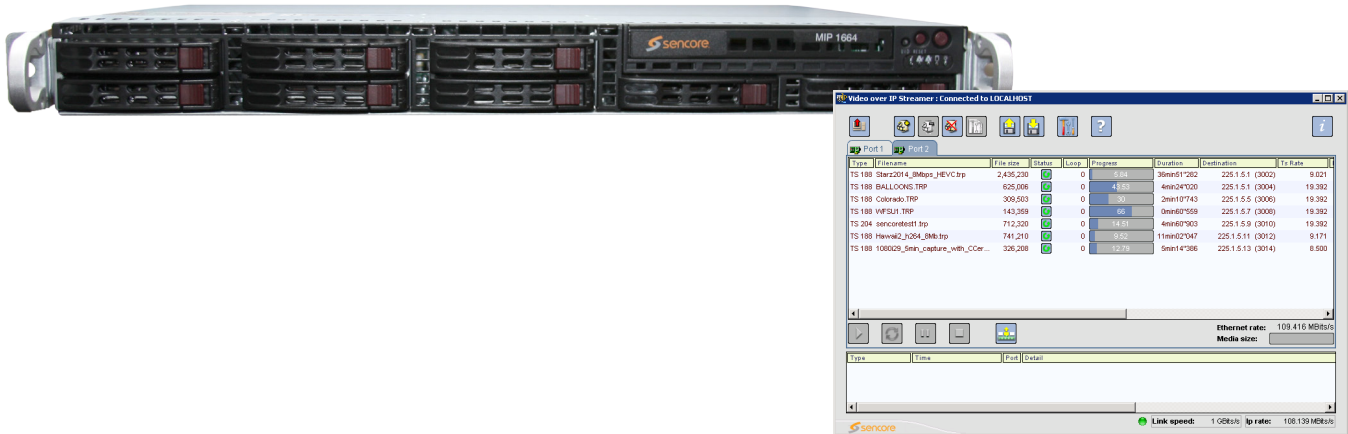 sencore
MIP 1664
RESET
Video over IP Streamer : Connected to LOCALHOST
Port 1 Port 2
Type Filename File size Status Loop Progress Duration Destination Ts Rate
TS 188 Starz2014_8Mbps_HEVC.trp 2,435,230 0 5.84 36min51"282 225.1.5.1 (3002) 9.021
TS 188 BALLOONS.TRP 625,006 0 43.53 4min24"020 225.1.5.1 (3004) 19.392
TS 188 Colorado.TRP 309,503 0 30 2min10"743 225.1.5.5 (3006) 19.392
TS 188 WFSU1.TRP 143,359 0 66 0min60"559 225.1.5.7 (3008) 19.392
TS 204 sencoretest1.trp 712,320 0 14.51 4min60"903 225.1.5.9 (3010) 19.392
TS 188 Hawaii2_h264_8Mb.trp 741,210 0 9.52 11min02"047 225.1.5.11 (3012) 9.171
TS 188 1080i29_5min_capture_with_CCer... 326,208 0 12.79 5min14"386 225.1.5.13 (3014) 8.500
Ethernet rate: 109.416 MBits/s
Media size:
Type Time Port Detail
Link speed: 1 GBits/s Ip rate: 108.139 MBits/s
sencore